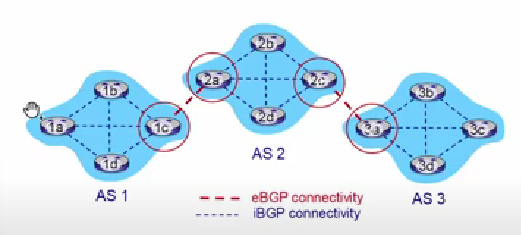 2b
2a
2c
2d
1b
1a
1c
1d
3b
3a
3c
3d
AS 2
AS 1
AS 3
eBGP connectivity
iBGP connectivity